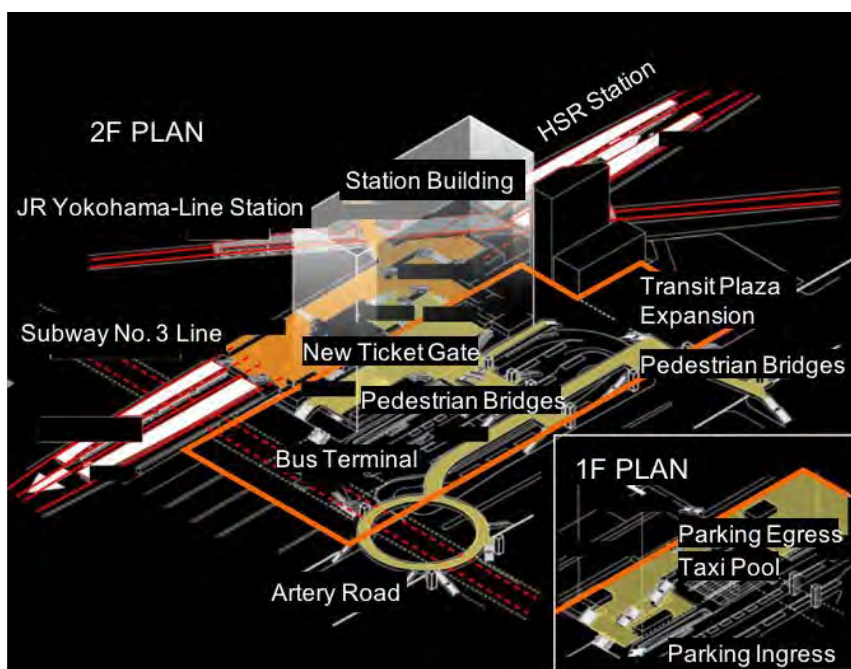 HSR Station
2F PLAN
Station Building
JR Yokohama-Line Station
Transit Plaza
Expansion
Subway No. 3 Line
New Ticket Gate
Pedestrian Bridges
Pedestrian Bridges
Bus Terminal
1F PLAN
Parking Egress
Taxi Pool
Artery Road
Parking Ingress